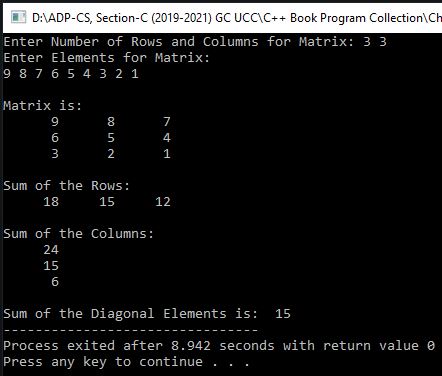 D:\ADP-CS, Section-C (2019-2021) GC UCC\C++ Book Program Collection\Ch
Enter Number of Rows and Columns for Matrix: 3 3
Enter Elements for Matrix:
9 8 7 6 5 4 3 2 1
Matrix is:
9 8 7
6 5 4
3 2 1
Sum of the Rows:
18 15 12
Sum of the Columns:
24
15
6
Sum of the Diagonal Elements is: 15
--------------------------------
Process exited after 8.942 seconds with return value 0
Press any key to continue . . .